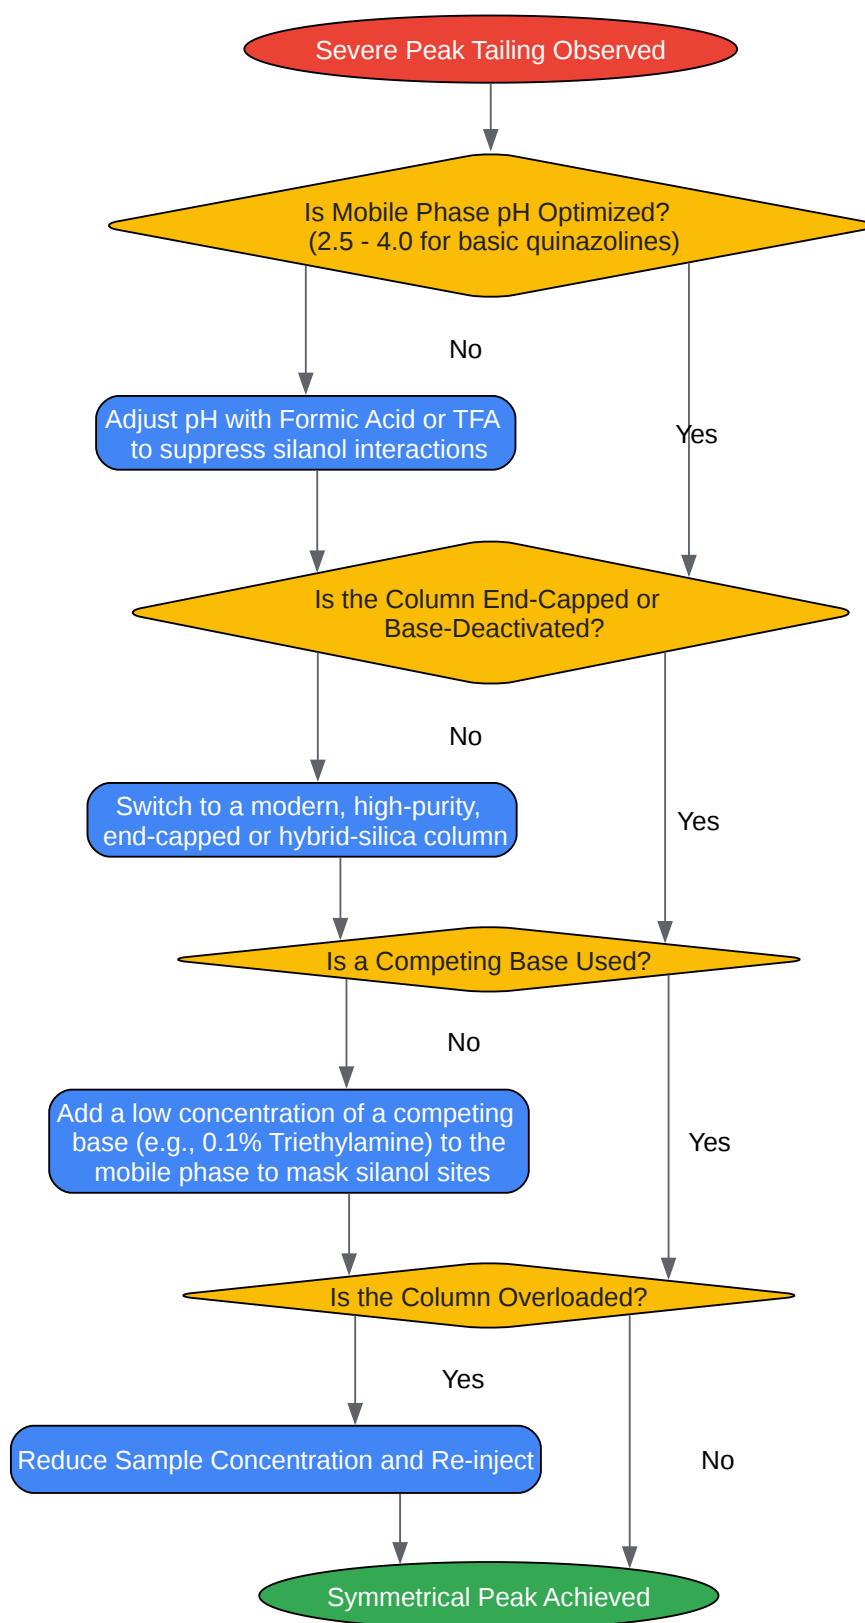 Severe Peak Tailing Observed
Is Mobile Phase pH Optimized?
(2.5 - 4.0 for basic quinazolines)
No
Adjust pH with Formic Acid or TFA
to suppress silanol interactions
Yes
Is the Column End-Capped or
Base-Deactivated?
No
Switch to a modern, high-purity,
end-capped or hybrid-silica column
Yes
Is a Competing Base Used?
No
Add a low concentration of a competing
base (e.g., 0.1% Triethylamine) to the
mobile phase to mask silanol sites
Yes
Is the Column Overloaded?
Yes
Reduce Sample Concentration and Re-inject
No
Symmetrical Peak Achieved